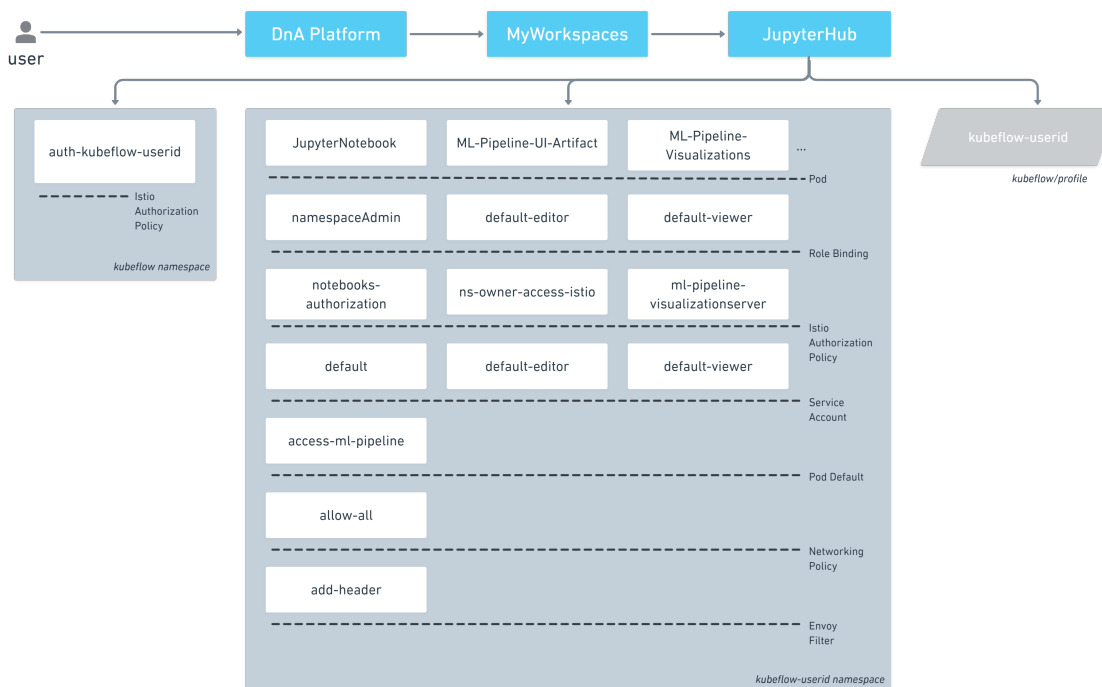 user
DnA Platform
MyWorkspaces
JupyterHub
auth-kubeflow-userid
Istio
Authorization
Policy
kubeflow namespace
JupyterNotebook
ML-Pipeline-UI-Artifact
ML-Pipeline-
Visualizations
...
Pod
namespaceAdmin
default-editor
default-viewer
Role Binding
notebooks-
authorization
ns-owner-access-istio
ml-pipeline-
visualizationserver
Istio
Authorization
Policy
default
default-editor
default-viewer
Service
Account
access-ml-pipeline
Pod Default
allow-all
Networking
Policy
add-header
Envoy
Filter
kubeflow-userid namespace
kubeflow-userid
kubeflow/profile